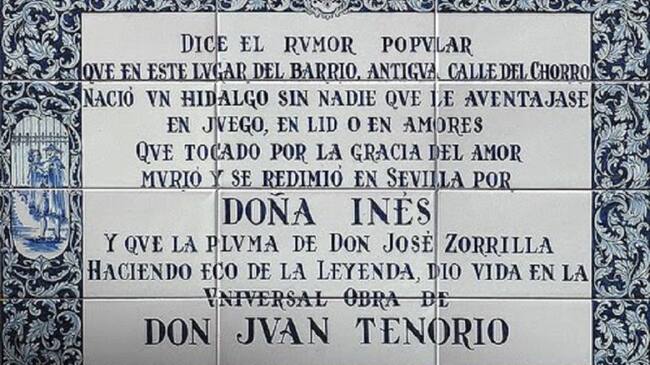 DICE EL RVMOR POPVLAR
QVE EN ESTE LVGAR DEL BARRIO, ANTIGVA CALLE DEL CHORRO
NACIÓ VN HIDALGO SIN NADIE QVE LE AVENTAJASE
EN JVEGO, EN LID O EN AMORES
QVE TOCADO POR LA GRACIA DEL AMOR
MVRIÓ Y SE REDIMIÓ EN SEVILLA POR
DOÑA INÉS
Y QVE LA PLVMA DE DON JOSÉ ZORRILLA
HACIENDO ECO DE LA LEYENDA, DIO VIDA EN LA
VNIVERSAL OBRA DE
DON JVAN TENORIO